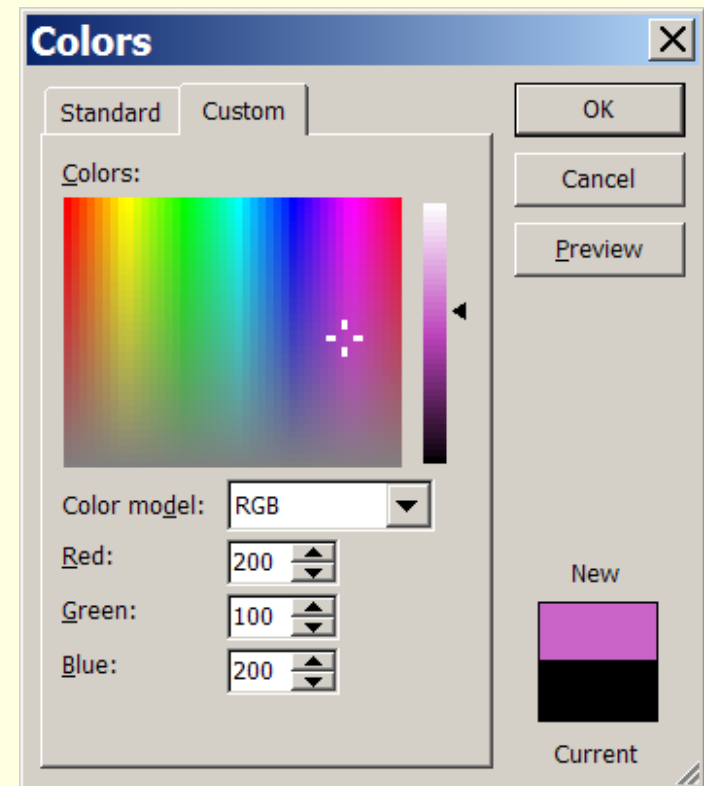 Colors
Standard Custom
OK
Colors:
Cancel
Preview
Color model: RGB
Red: 200
Green: 100
Blue: 200
New
Current